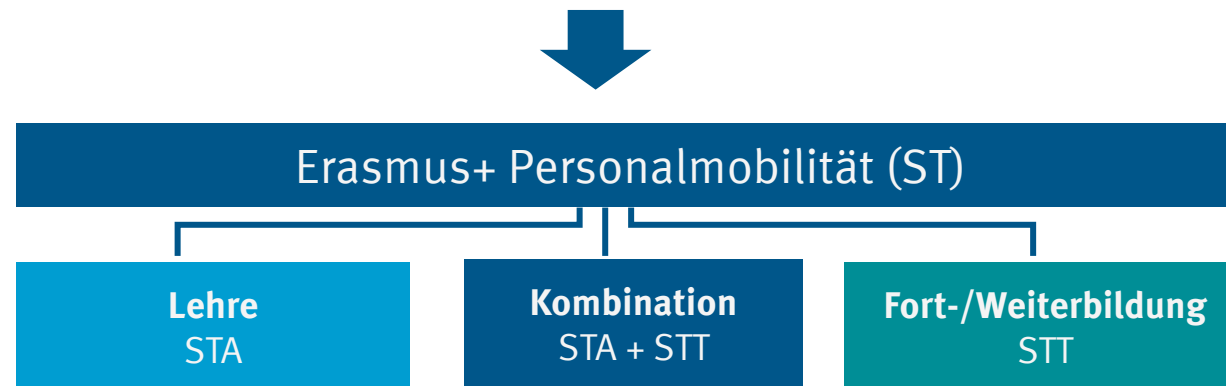 Erasmus+ Personalmobilität (ST)
Lehre
STA
Kombination
STA + STT
Fort-/Weiterbildung
STT